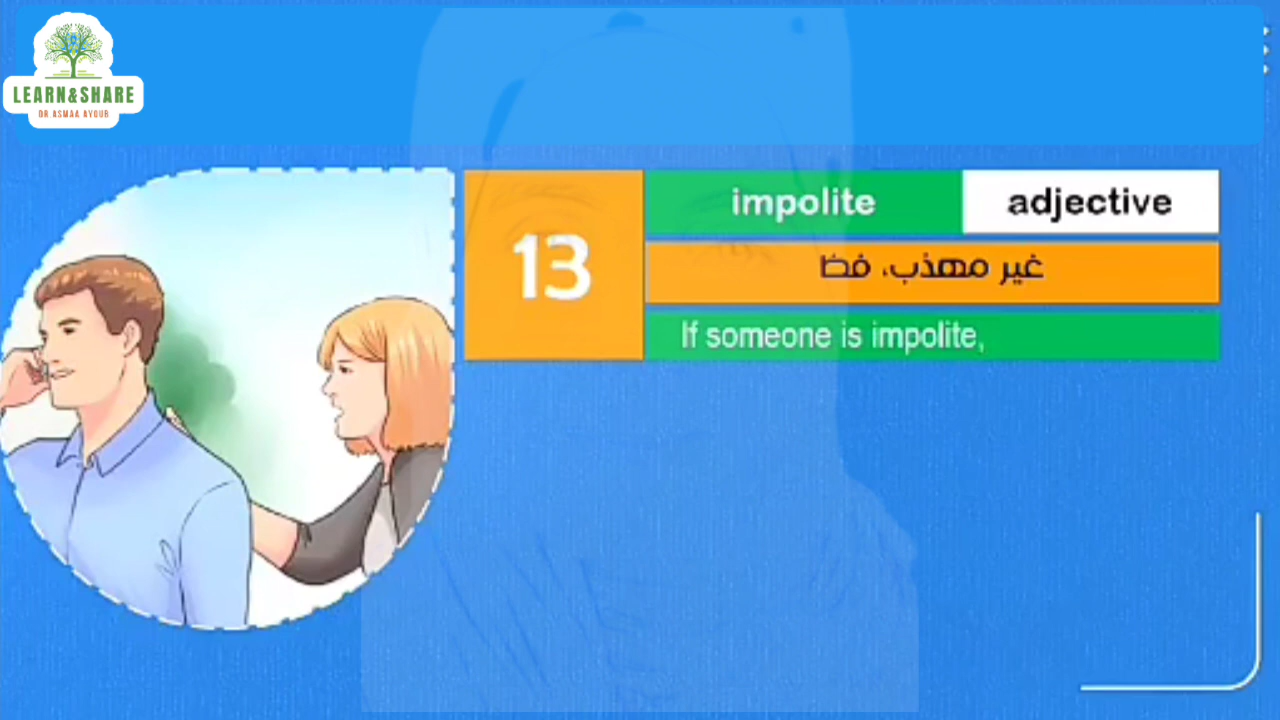 LEARN&SHARE
DR ASMAA AYOUB
13
impolite
adjective
غير مهذب، فظ
If someone is impolite,